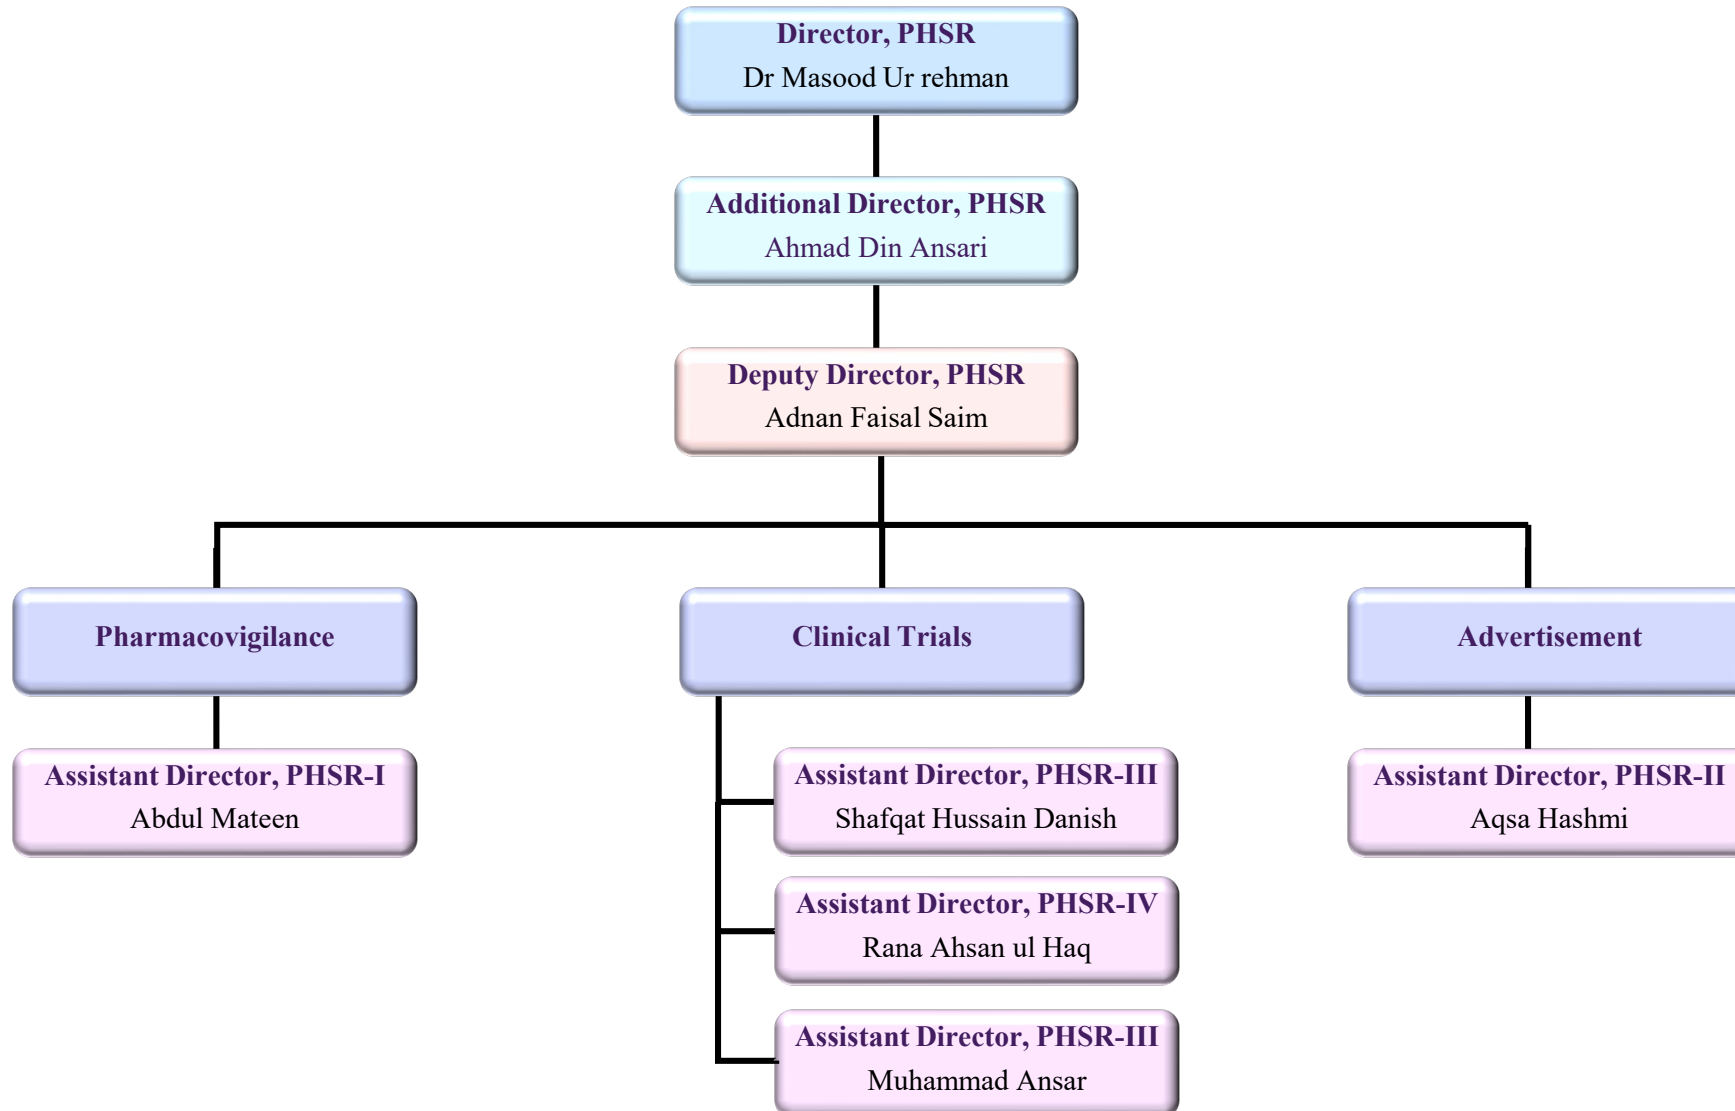 Director, PHSR
Dr Masood Ur rehman
Additional Director, PHSR
Ahmad Din Ansari
Deputy Director, PHSR
Adnan Faisal Saim
Pharmacovigilance
Clinical Trials
Advertisement
Assistant Director, PHSR-I
Abdul Mateen
Assistant Director, PHSR-III
Shafqat Hussain Danish
Assistant Director, PHSR-II
Aqsa Hashmi
Assistant Director, PHSR-IV
Rana Ahsan ul Haq
Assistant Director, PHSR-III
Muhammad Ansar